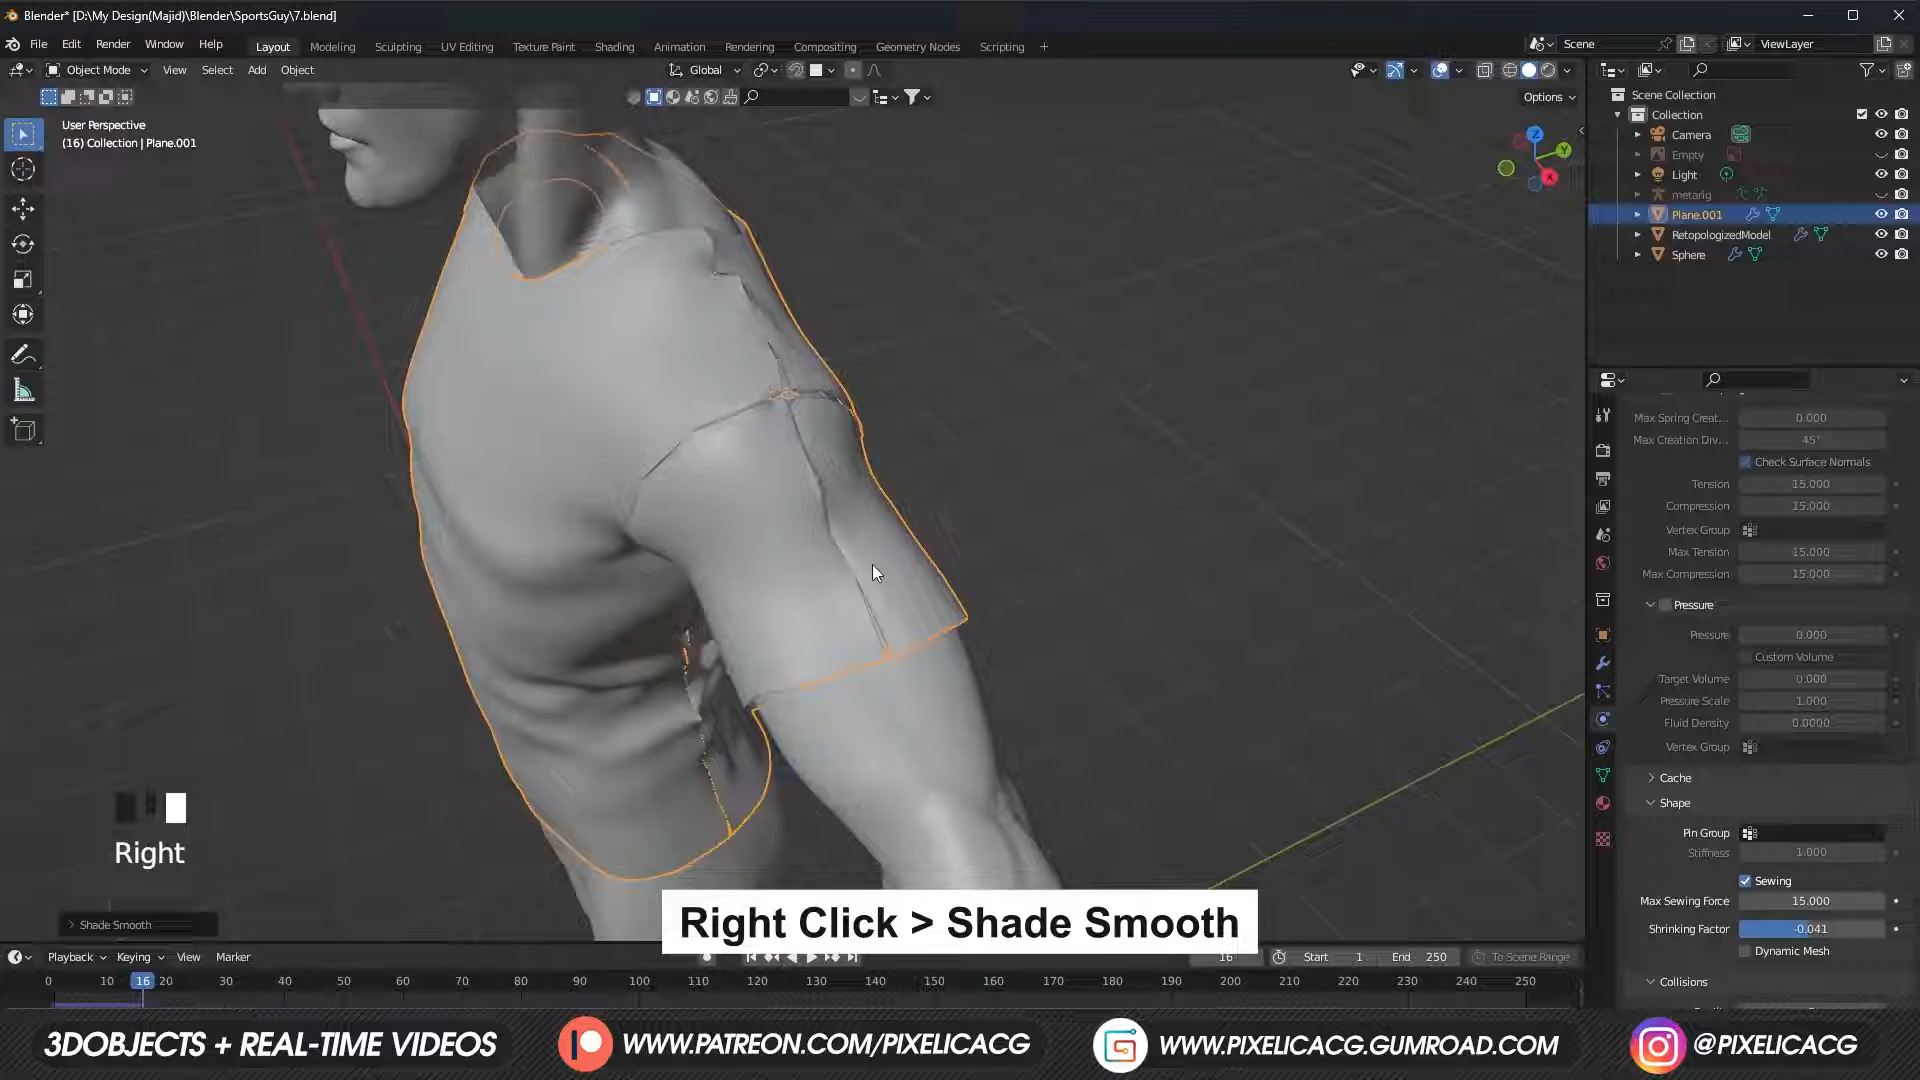 Blender* [D:\My Design(Majid)\Blender\SportsGuy\7.blend]
File Edit Render Window Help Layout Modeling Sculpting UV Editing Texture Paint Shading Animation Rendering Compositing Geometry Nodes Scripting + Scene ViewLayer
Object Mode View Select Add Object Global
Options
User Perspective
(16) Collection | Plane.001
Z
Y
X
Scene Collection
Collection
Camera
Empty
Light
metarig
Plane.001
RetopologizedModel
Sphere
Max Spring Creat... 0.000
Max Creation Div... 45°
Check Surface Normals
Tension 15.000
Compression 15.000
Vertex Group
Max Tension 15.000
Max Compression 15.000
Pressure
Pressure 0.000
Custom Volume
Target Volume 0.000
Pressure Scale 1.000
Fluid Density 0.0000
Vertex Group
Cache
Shape
Pin Group
Stiffness 1.000
Sewing
Max Sewing Force 15.000
Shrinking Factor -0.041
Dynamic Mesh
Collisions
Right
Shade Smooth
Right Click > Shade Smooth
Playback Keying View Marker 16 Start 1 End 250 To Scene Range
0 10 16 20 30 40 50 60 70 80 90 100 110 120 130 140 150 160 170 180 190 200 210 220 230 240 250
3DOBJECTS + REAL-TIME VIDEOS WWW.PATREON.COM/PIXELICACG WWW.PIXELICACG.GUMROAD.COM @PIXELICACG